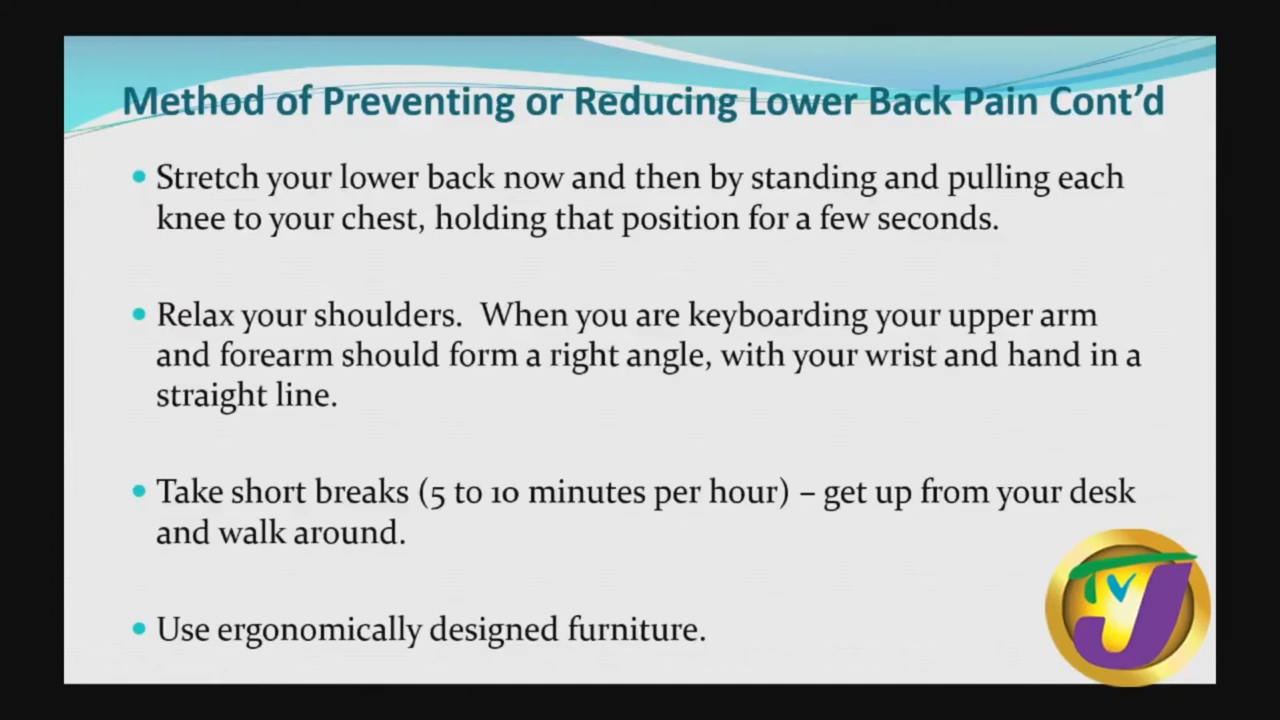 Method of Preventing or Reducing Lower Back Pain Cont’d
• Stretch your lower back now and then by standing and pulling each
knee to your chest, holding that position for a few seconds.
• Relax your shoulders.  When you are keyboarding your upper arm
and forearm should form a right angle, with your wrist and hand in a
straight line.
• Take short breaks (5 to 10 minutes per hour) – get up from your desk
and walk around.
• Use ergonomically designed furniture.
TVJ